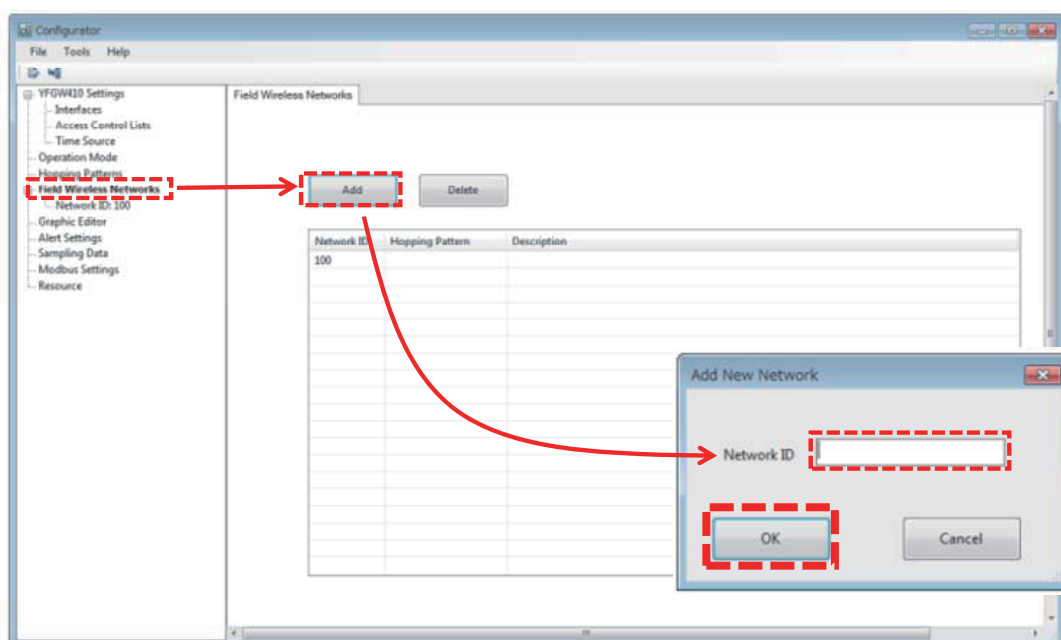 Configurator
File Tools Help
YFGW410 Settings
Interfaces
Access Control Lists
Time Source
Operation Mode
Hopping Patterns
Field Wireless Networks
Network ID: 100
Graphic Editor
Alert Settings
Sampling Data
Modbus Settings
Resource
Field Wireless Networks
Add Delete
Network ID Hopping Pattern Description
100
Add New Network
Network ID
OK Cancel